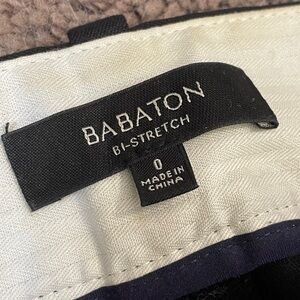 BABATON
BI-STRETCH
0
MADE IN
CHINA